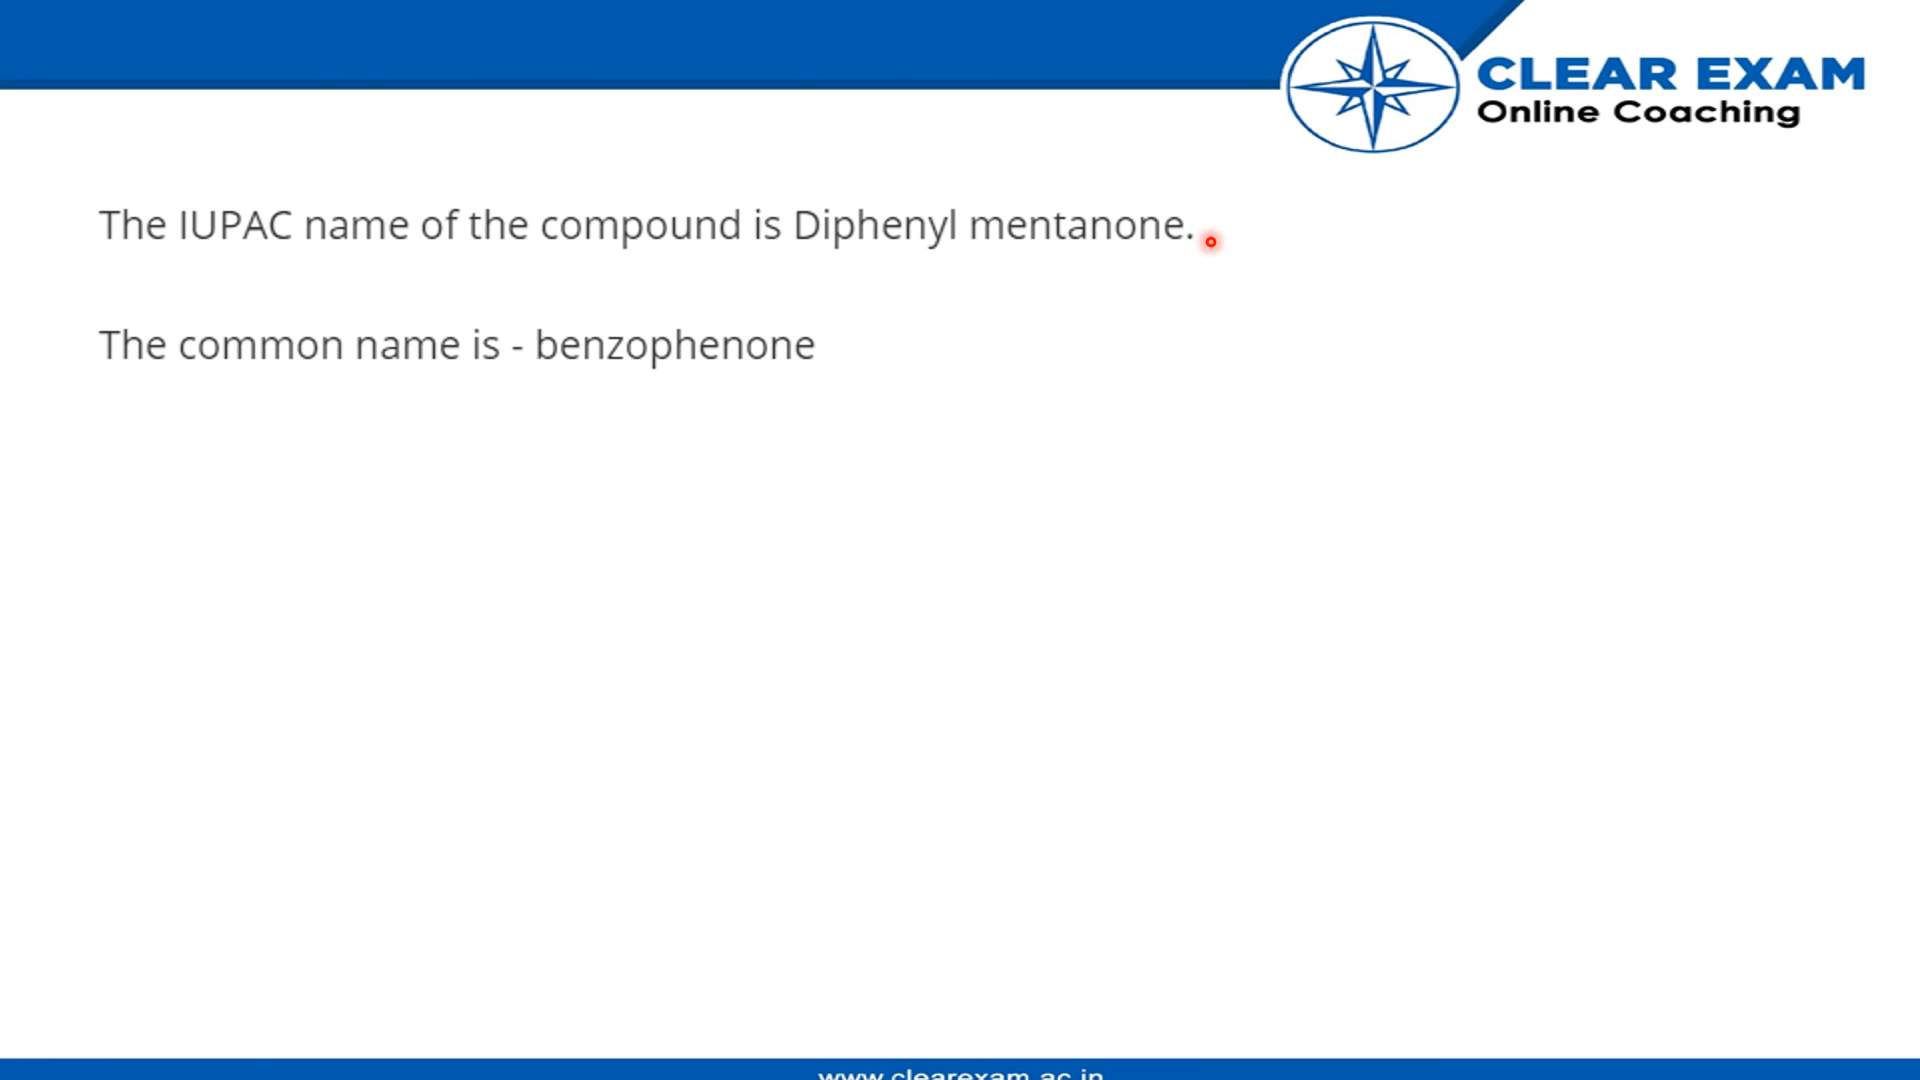 CLEAR EXAM
Online Coaching
The IUPAC name of the compound is Diphenyl mentanone.
The common name is - benzophenone
www.clearexam.ac.in